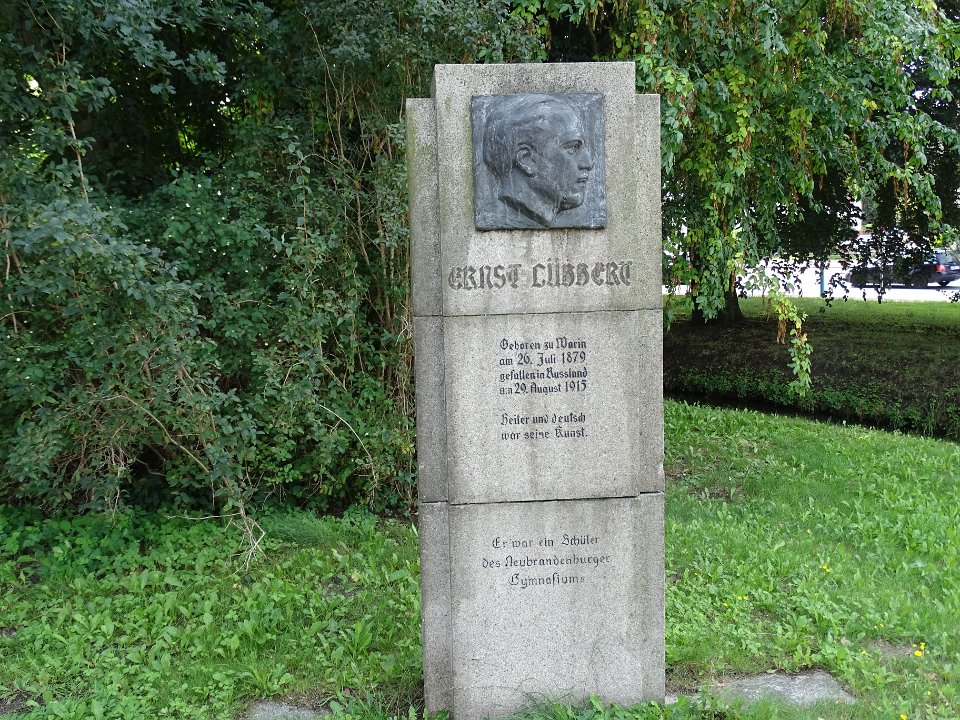 ERNST LÜBBERT
Geboren zu Warin
am 26. Juli 1879
gefallen in Russland
am 29. August 1915
Heiter und deutsch
war seine Kunst.
Er war ein Schüler
des Neubrandenburger
Gymnasiums